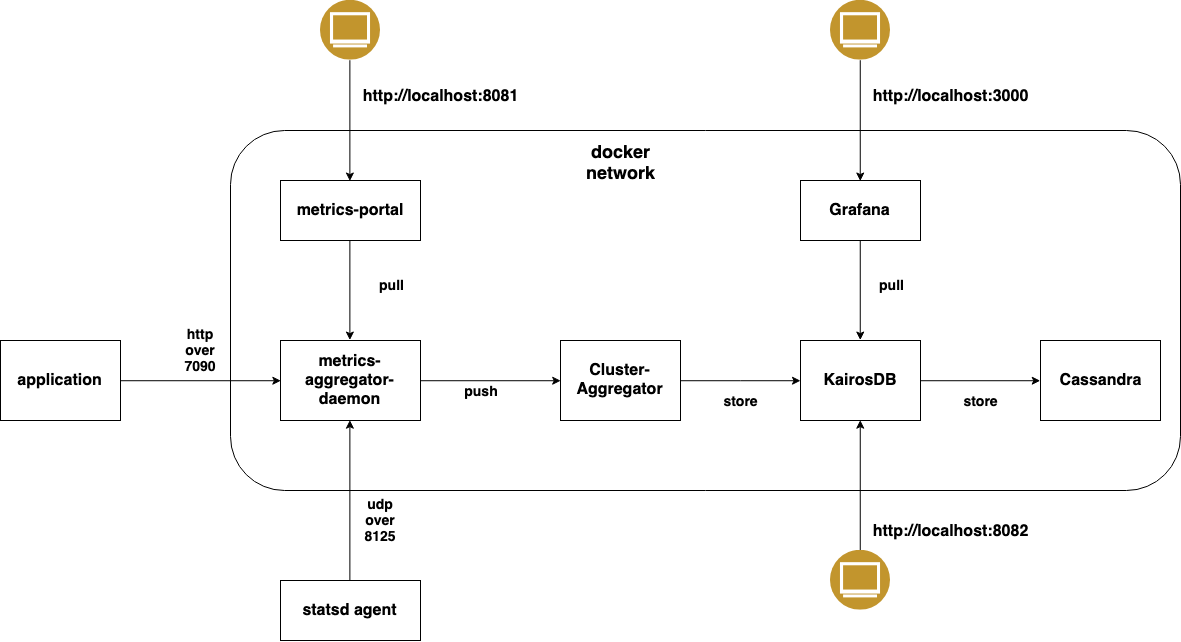 http://localhost:8081
http://localhost:3000
docker
network
metrics-portal
Grafana
pull
pull
http
over
7090
application
metrics-
aggregator-
daemon
push
Cluster-
Aggregator
store
KairosDB
store
Cassandra
udp
over
8125
http://localhost:8082
statsd agent